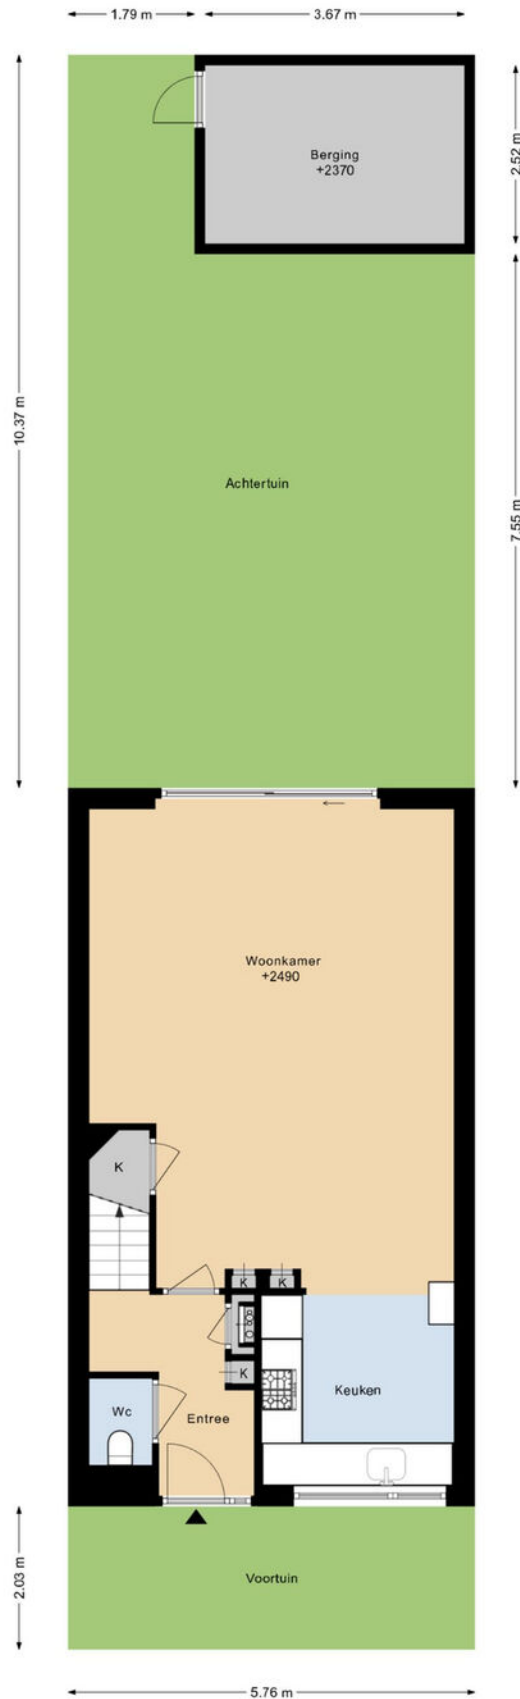 1.79 m
3.67 m
Berging
+2370
2.52 m
10.37 m
Achtertuin
7.55 m
Woonkamer
+2490
K
K
K
K
Wc
Entree
Keuken
2.03 m
Voortuin
5.76 m